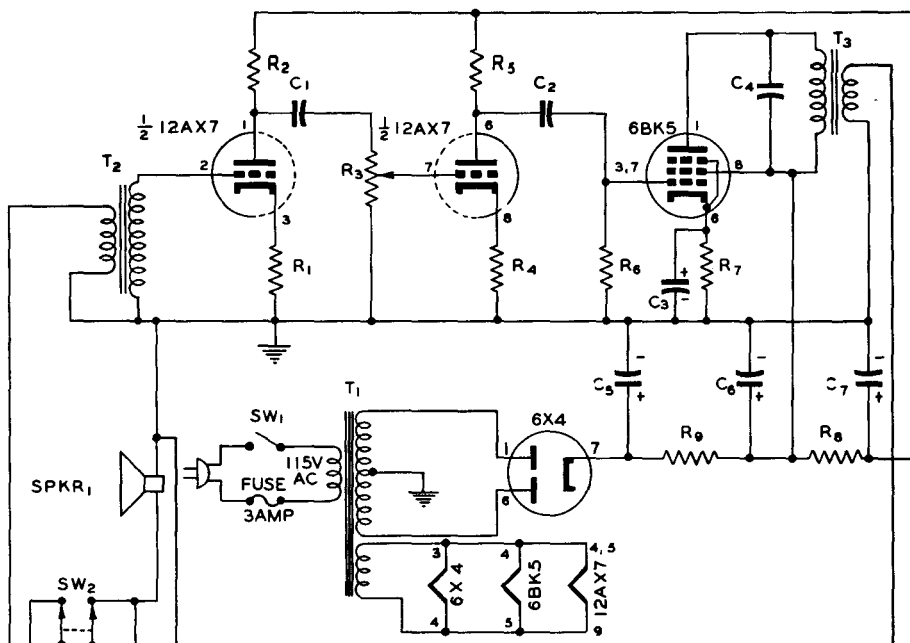 R2
C1
R5
C2
C4
T3
½ 12AX7
1
½ 12AX7
6
6BK5
1
T2
2
R3
7
3,7
8
3
8
6
R1
R4
R6
R7
C3
+
-
-
-
-
C5
C6
C7
+
+
+
T1
6X4
SW1
1
7
R9
R8
115V
AC
SPKR1
FUSE
3AMP
6
SW2
3
6X4
4
4
6BK5
5
4,5
12AX7
9